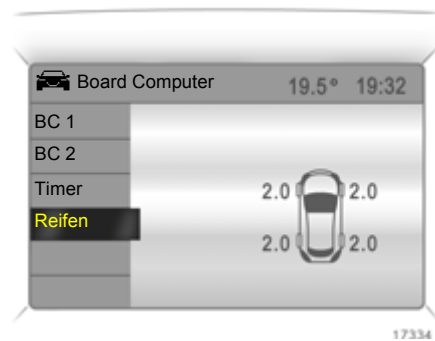 Board Computer 19.5° 19:32
BC 1
BC 2
Timer
Reifen
2.0 2.0
2.0 2.0
17334